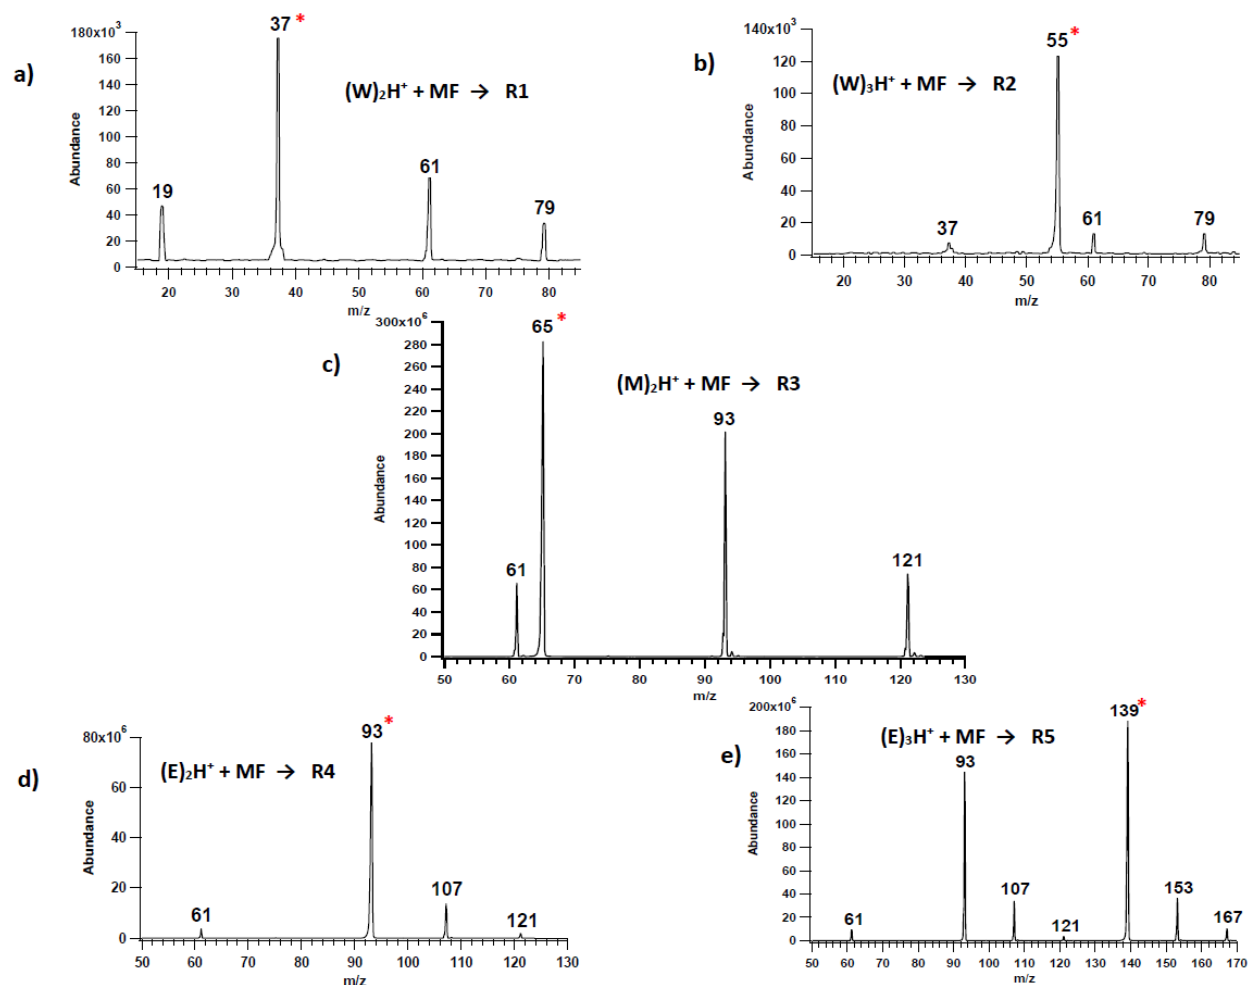 a)
(W)₂H⁺ + MF → R1
180x10³
160
140
120
100
80
60
40
20
0
Abundance
19
37 *
61
79
20 30 40 50 60 70 80
m/z
b)
(W)₃H⁺ + MF → R2
140x10³
120
100
80
60
40
20
0
Abundance
37
55 *
61
79
20 30 40 50 60 70 80
m/z
c)
(M)₂H⁺ + MF → R3
300x10⁶
280
260
240
220
200
180
160
140
120
100
80
60
40
20
0
Abundance
61
65 *
93
121
50 60 70 80 90 100 110 120 130
m/z
d)
(E)₂H⁺ + MF → R4
80x10⁶
60
40
20
0
Abundance
61
93 *
107
121
50 60 70 80 90 100 110 120 130
m/z
e)
(E)₃H⁺ + MF → R5
200x10⁶
180
160
140
120
100
80
60
40
20
0
Abundance
61
93
107
121
139 *
153
167
50 60 70 80 90 100 110 120 130 140 150 160 170
m/z